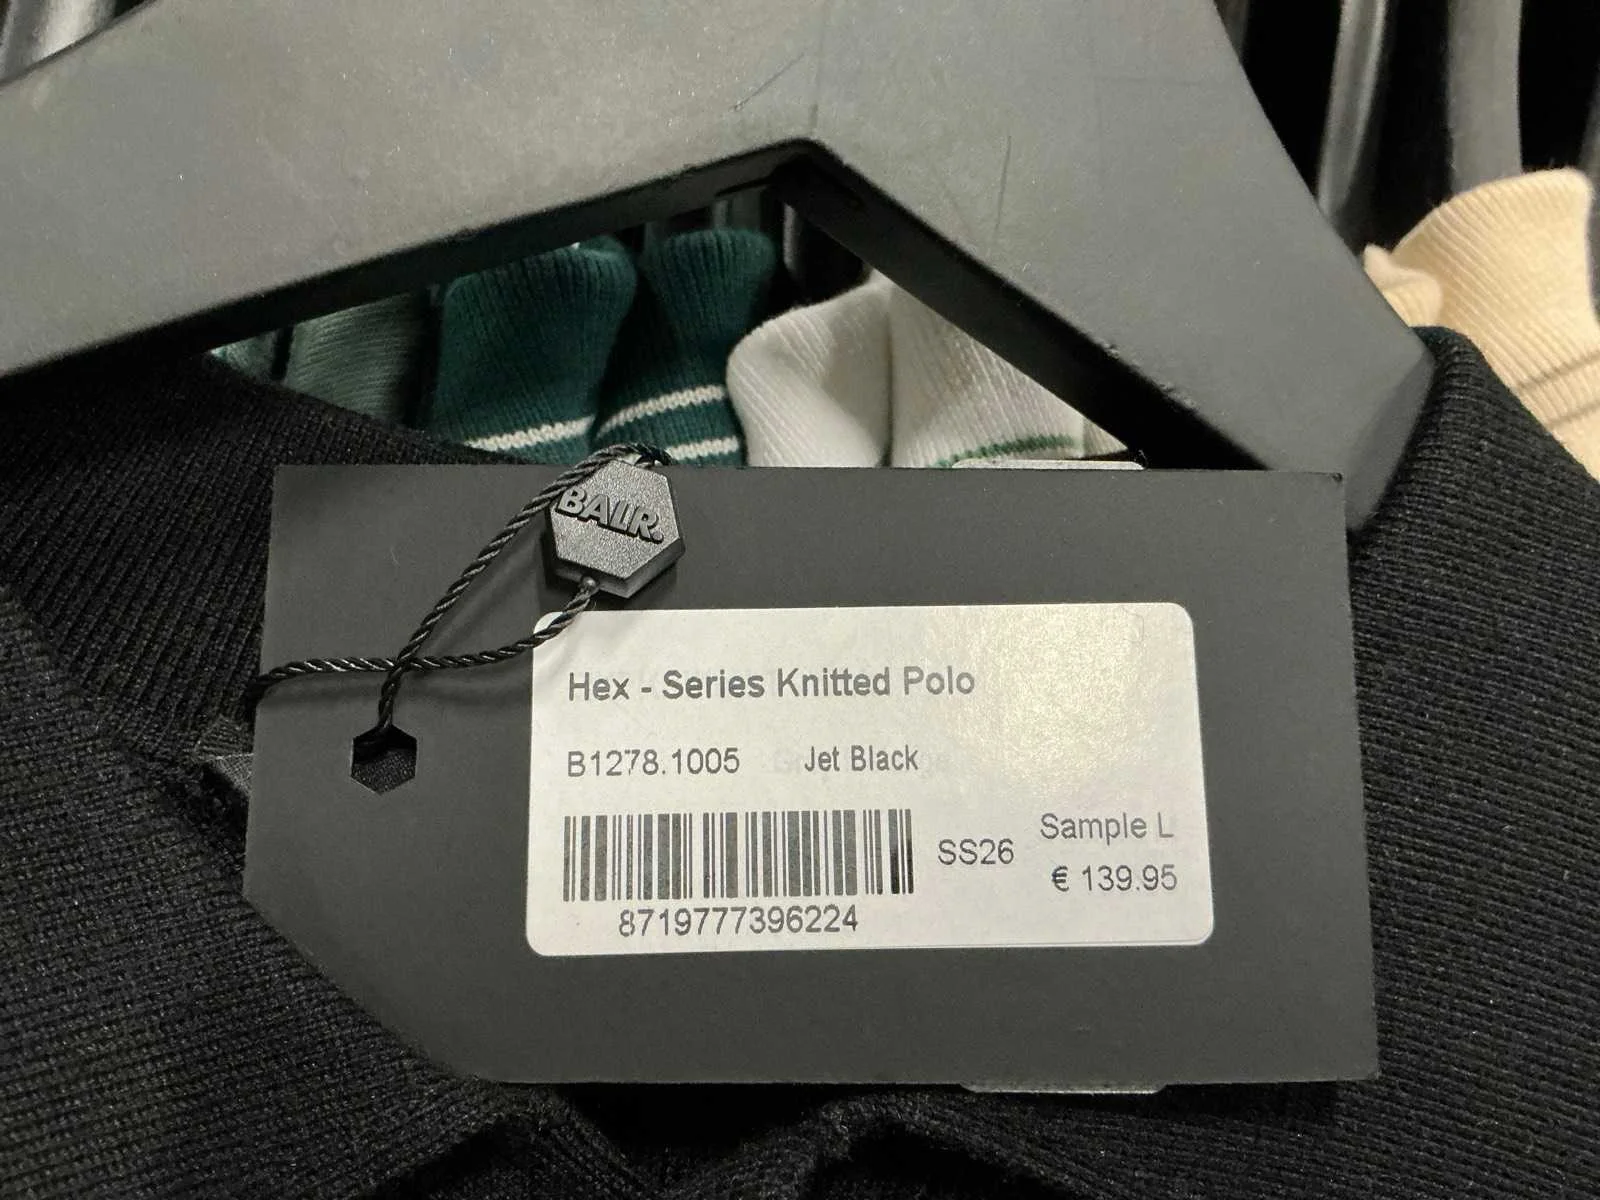 BALR.
Hex - Series Knitted Polo
B1278.1005 Jet Black
SS26 Sample L
€ 139.95
8719777396224